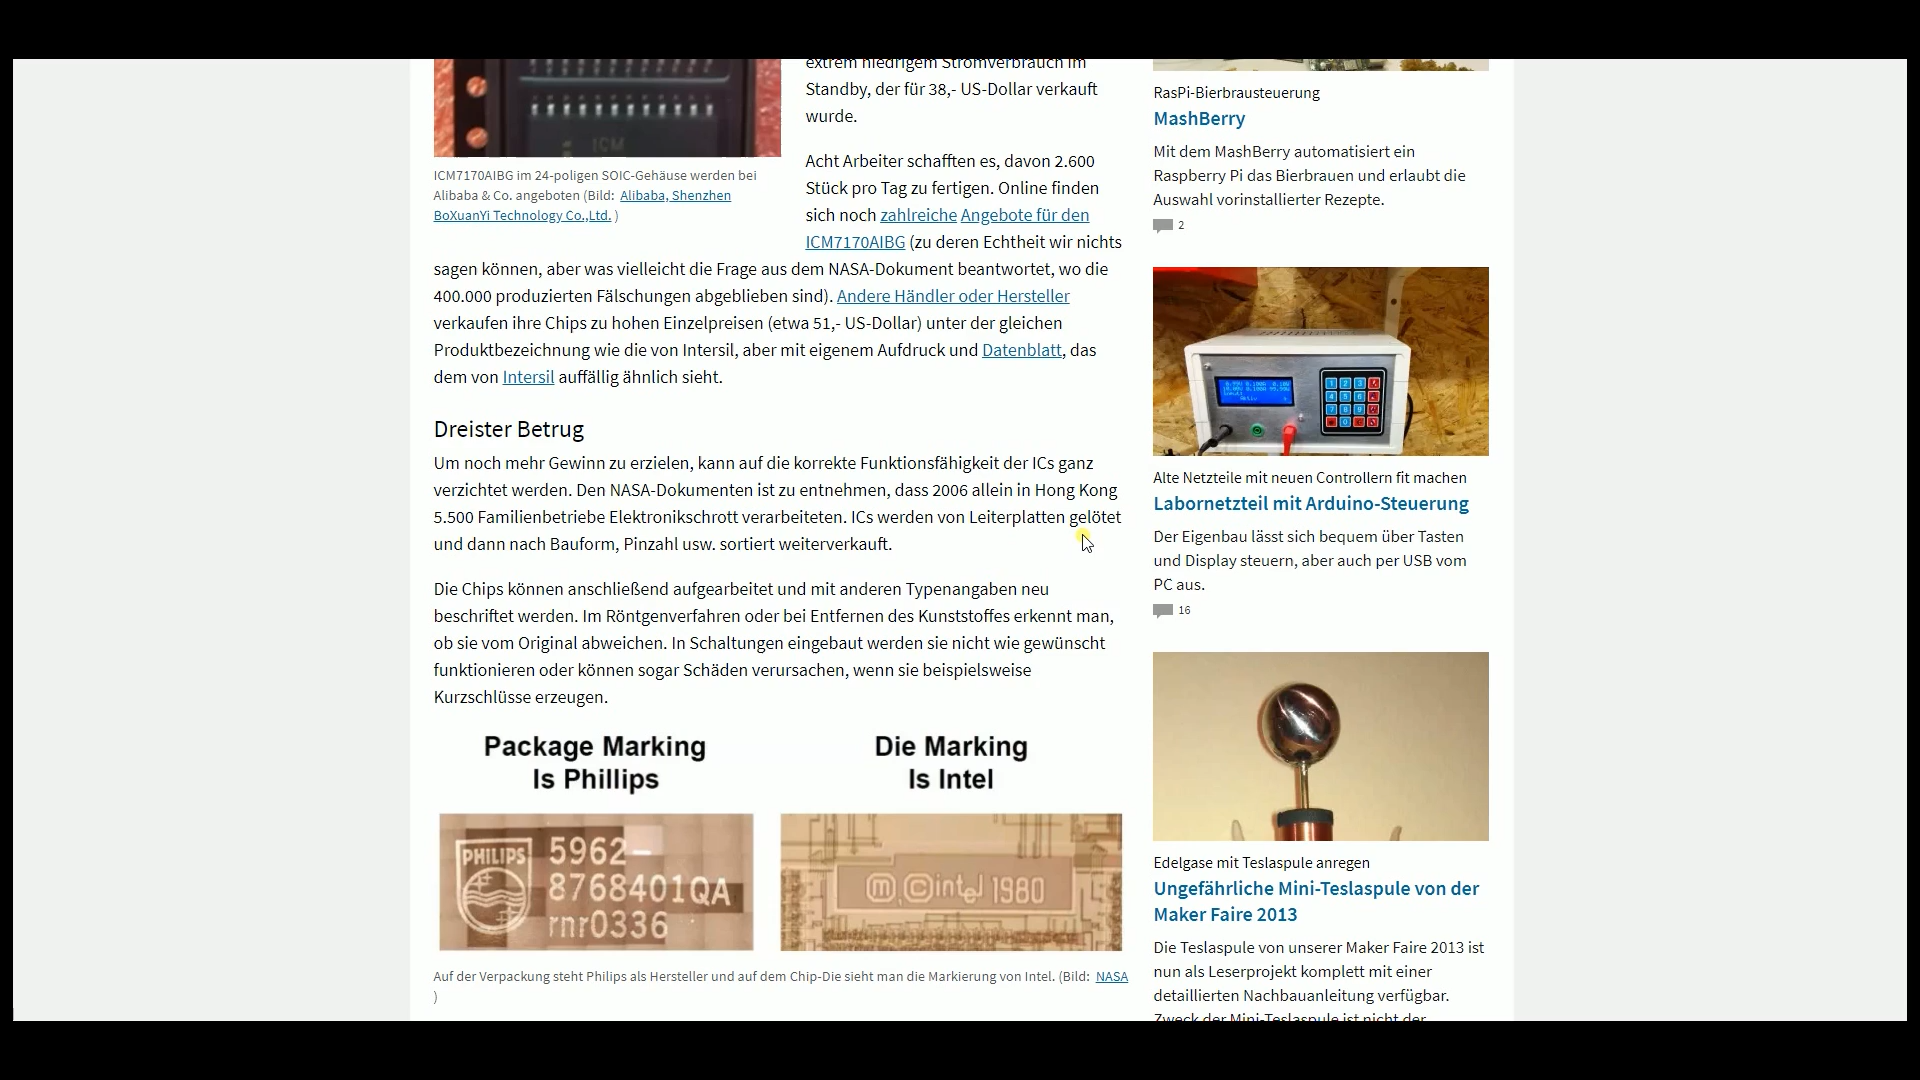 extrem niedrigem Stromverbrauch im
Standby, der für 38,- US-Dollar verkauft
wurde.
ICM
ICM7170AIBG im 24-poligen SOIC-Gehäuse werden bei
Alibaba & Co. angeboten (Bild: Alibaba, Shenzhen
BoXuanYi Technology Co.,Ltd. )
Acht Arbeiter schafften es, davon 2.600
Stück pro Tag zu fertigen. Online finden
sich noch zahlreiche Angebote für den
ICM7170AIBG (zu deren Echtheit wir nichts
sagen können, aber was vielleicht die Frage aus dem NASA-Dokument beantwortet, wo die
400.000 produzierten Fälschungen abgeblieben sind). Andere Händler oder Hersteller
verkaufen ihre Chips zu hohen Einzelpreisen (etwa 51,- US-Dollar) unter der gleichen
Produktbezeichnung wie die von Intersil, aber mit eigenem Aufdruck und Datenblatt, das
dem von Intersil auffällig ähnlich sieht.
Dreister Betrug
Um noch mehr Gewinn zu erzielen, kann auf die korrekte Funktionsfähigkeit der ICs ganz
verzichtet werden. Den NASA-Dokumenten ist zu entnehmen, dass 2006 allein in Hong Kong
5.500 Familienbetriebe Elektronikschrott verarbeiteten. ICs werden von Leiterplatten gelötet
und dann nach Bauform, Pinzahl usw. sortiert weiterverkauft.
Die Chips können anschließend aufgearbeitet und mit anderen Typenangaben neu
beschriftet werden. Im Röntgenverfahren oder bei Entfernen des Kunststoffes erkennt man,
ob sie vom Original abweichen. In Schaltungen eingebaut werden sie nicht wie gewünscht
funktionieren oder können sogar Schäden verursachen, wenn sie beispielsweise
Kurzschlüsse erzeugen.
Package Marking
Is Phillips
Die Marking
Is Intel
PHILIPS
5962-
8768401QA
rnr0336
m c intel 1980
Auf der Verpackung steht Philips als Hersteller und auf dem Chip-Die sieht man die Markierung von Intel. (Bild: NASA
)
RasPi-Bierbrausteuerung
MashBerry
Mit dem MashBerry automatisiert ein
Raspberry Pi das Bierbrauen und erlaubt die
Auswahl vorinstallierter Rezepte.
2
Alte Netzteile mit neuen Controllern fit machen
Labornetzteil mit Arduino-Steuerung
Der Eigenbau lässt sich bequem über Tasten
und Display steuern, aber auch per USB vom
PC aus.
16
Edelgase mit Teslaspule anregen
Ungefährliche Mini-Teslaspule von der
Maker Faire 2013
Die Teslaspule von unserer Maker Faire 2013 ist
nun als Leserprojekt komplett mit einer
detaillierten Nachbauanleitung verfügbar.
Zweck der Mini-Teslaspule ist nicht der